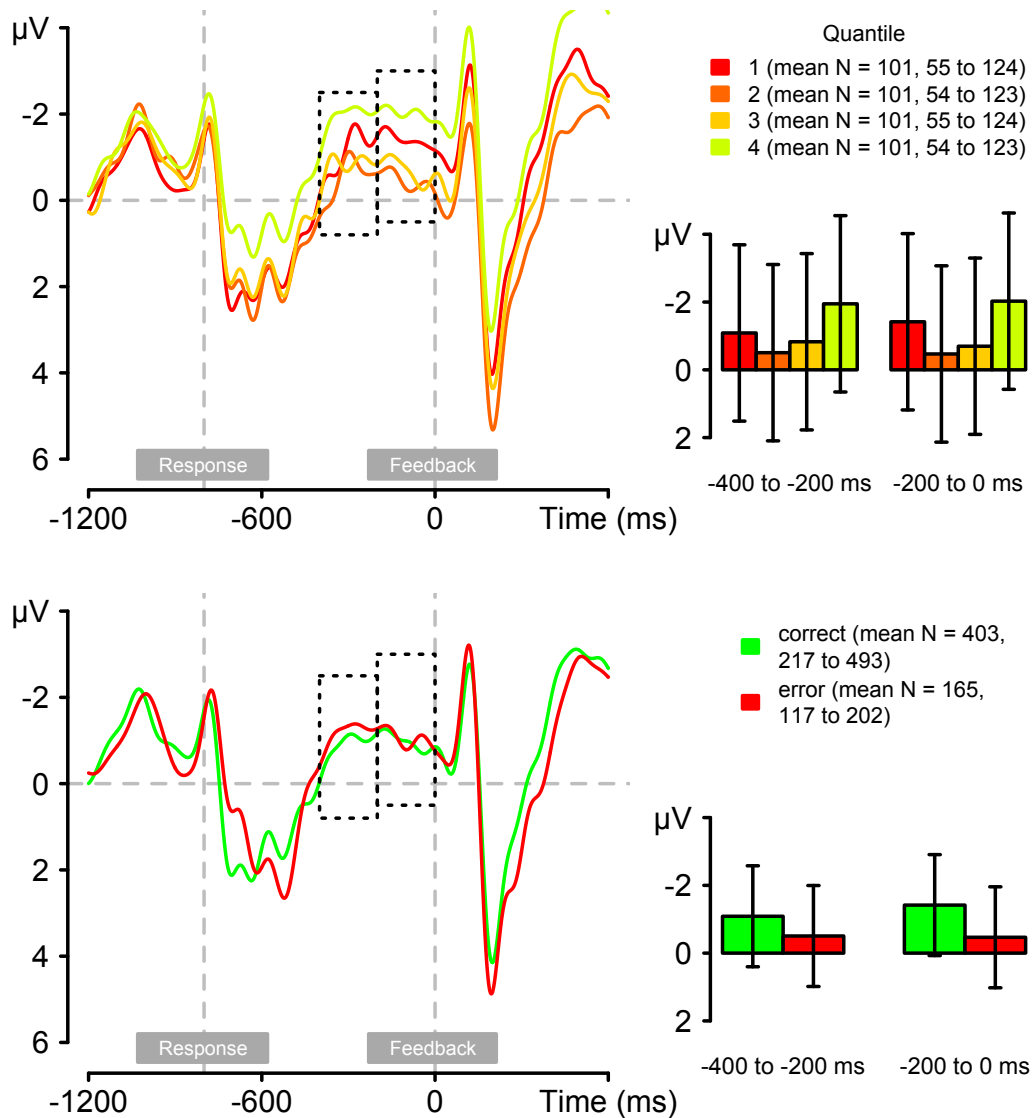 µV
-2
0
2
4
6
Response
Feedback
-1200
-600
0
Time (ms)
Quantile
1 (mean N = 101, 55 to 124)
2 (mean N = 101, 54 to 123)
3 (mean N = 101, 55 to 124)
4 (mean N = 101, 54 to 123)
µV
-2
0
2
-400 to -200 ms
-200 to 0 ms
µV
-2
0
2
4
6
Response
Feedback
-1200
-600
0
Time (ms)
correct (mean N = 403,
217 to 493)
error (mean N = 165,
117 to 202)
µV
-2
0
2
-400 to -200 ms
-200 to 0 ms